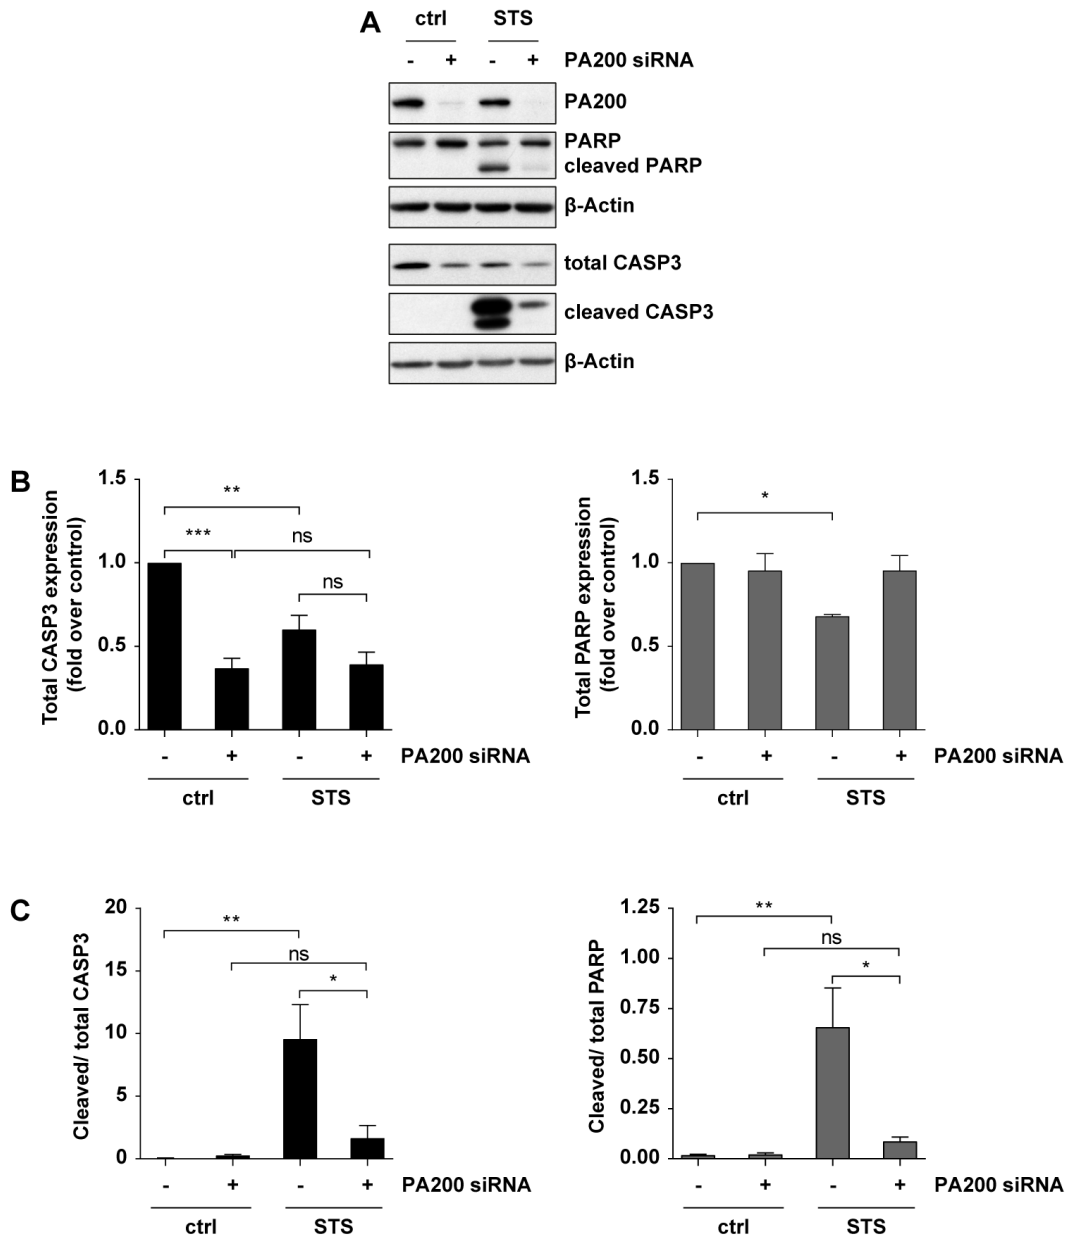 A
ctrl STS
- + - + PA200 siRNA
PA200
PARP
cleaved PARP
β-Actin
total CASP3
cleaved CASP3
β-Actin
B
Total CASP3 expression
(fold over control)
1.5
1.0
0.5
0.0
**
***
ns
ns
- + - + PA200 siRNA
ctrl STS
Total PARP expression
(fold over control)
1.5
1.0
0.5
0.0
*
- + - + PA200 siRNA
ctrl STS
C
Cleaved/ total CASP3
20
15
10
5
0
**
ns
*
- + - + PA200 siRNA
ctrl STS
Cleaved/ total PARP
1.25
1.00
0.75
0.50
0.25
0.00
**
ns
*
- + - + PA200 siRNA
ctrl STS